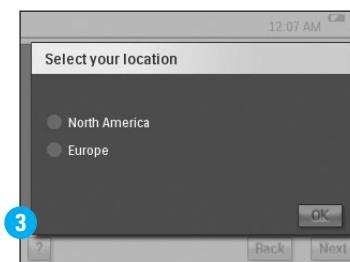 12:07 AM
Select your location
North America
Europe
OK
3
?
Back
Next